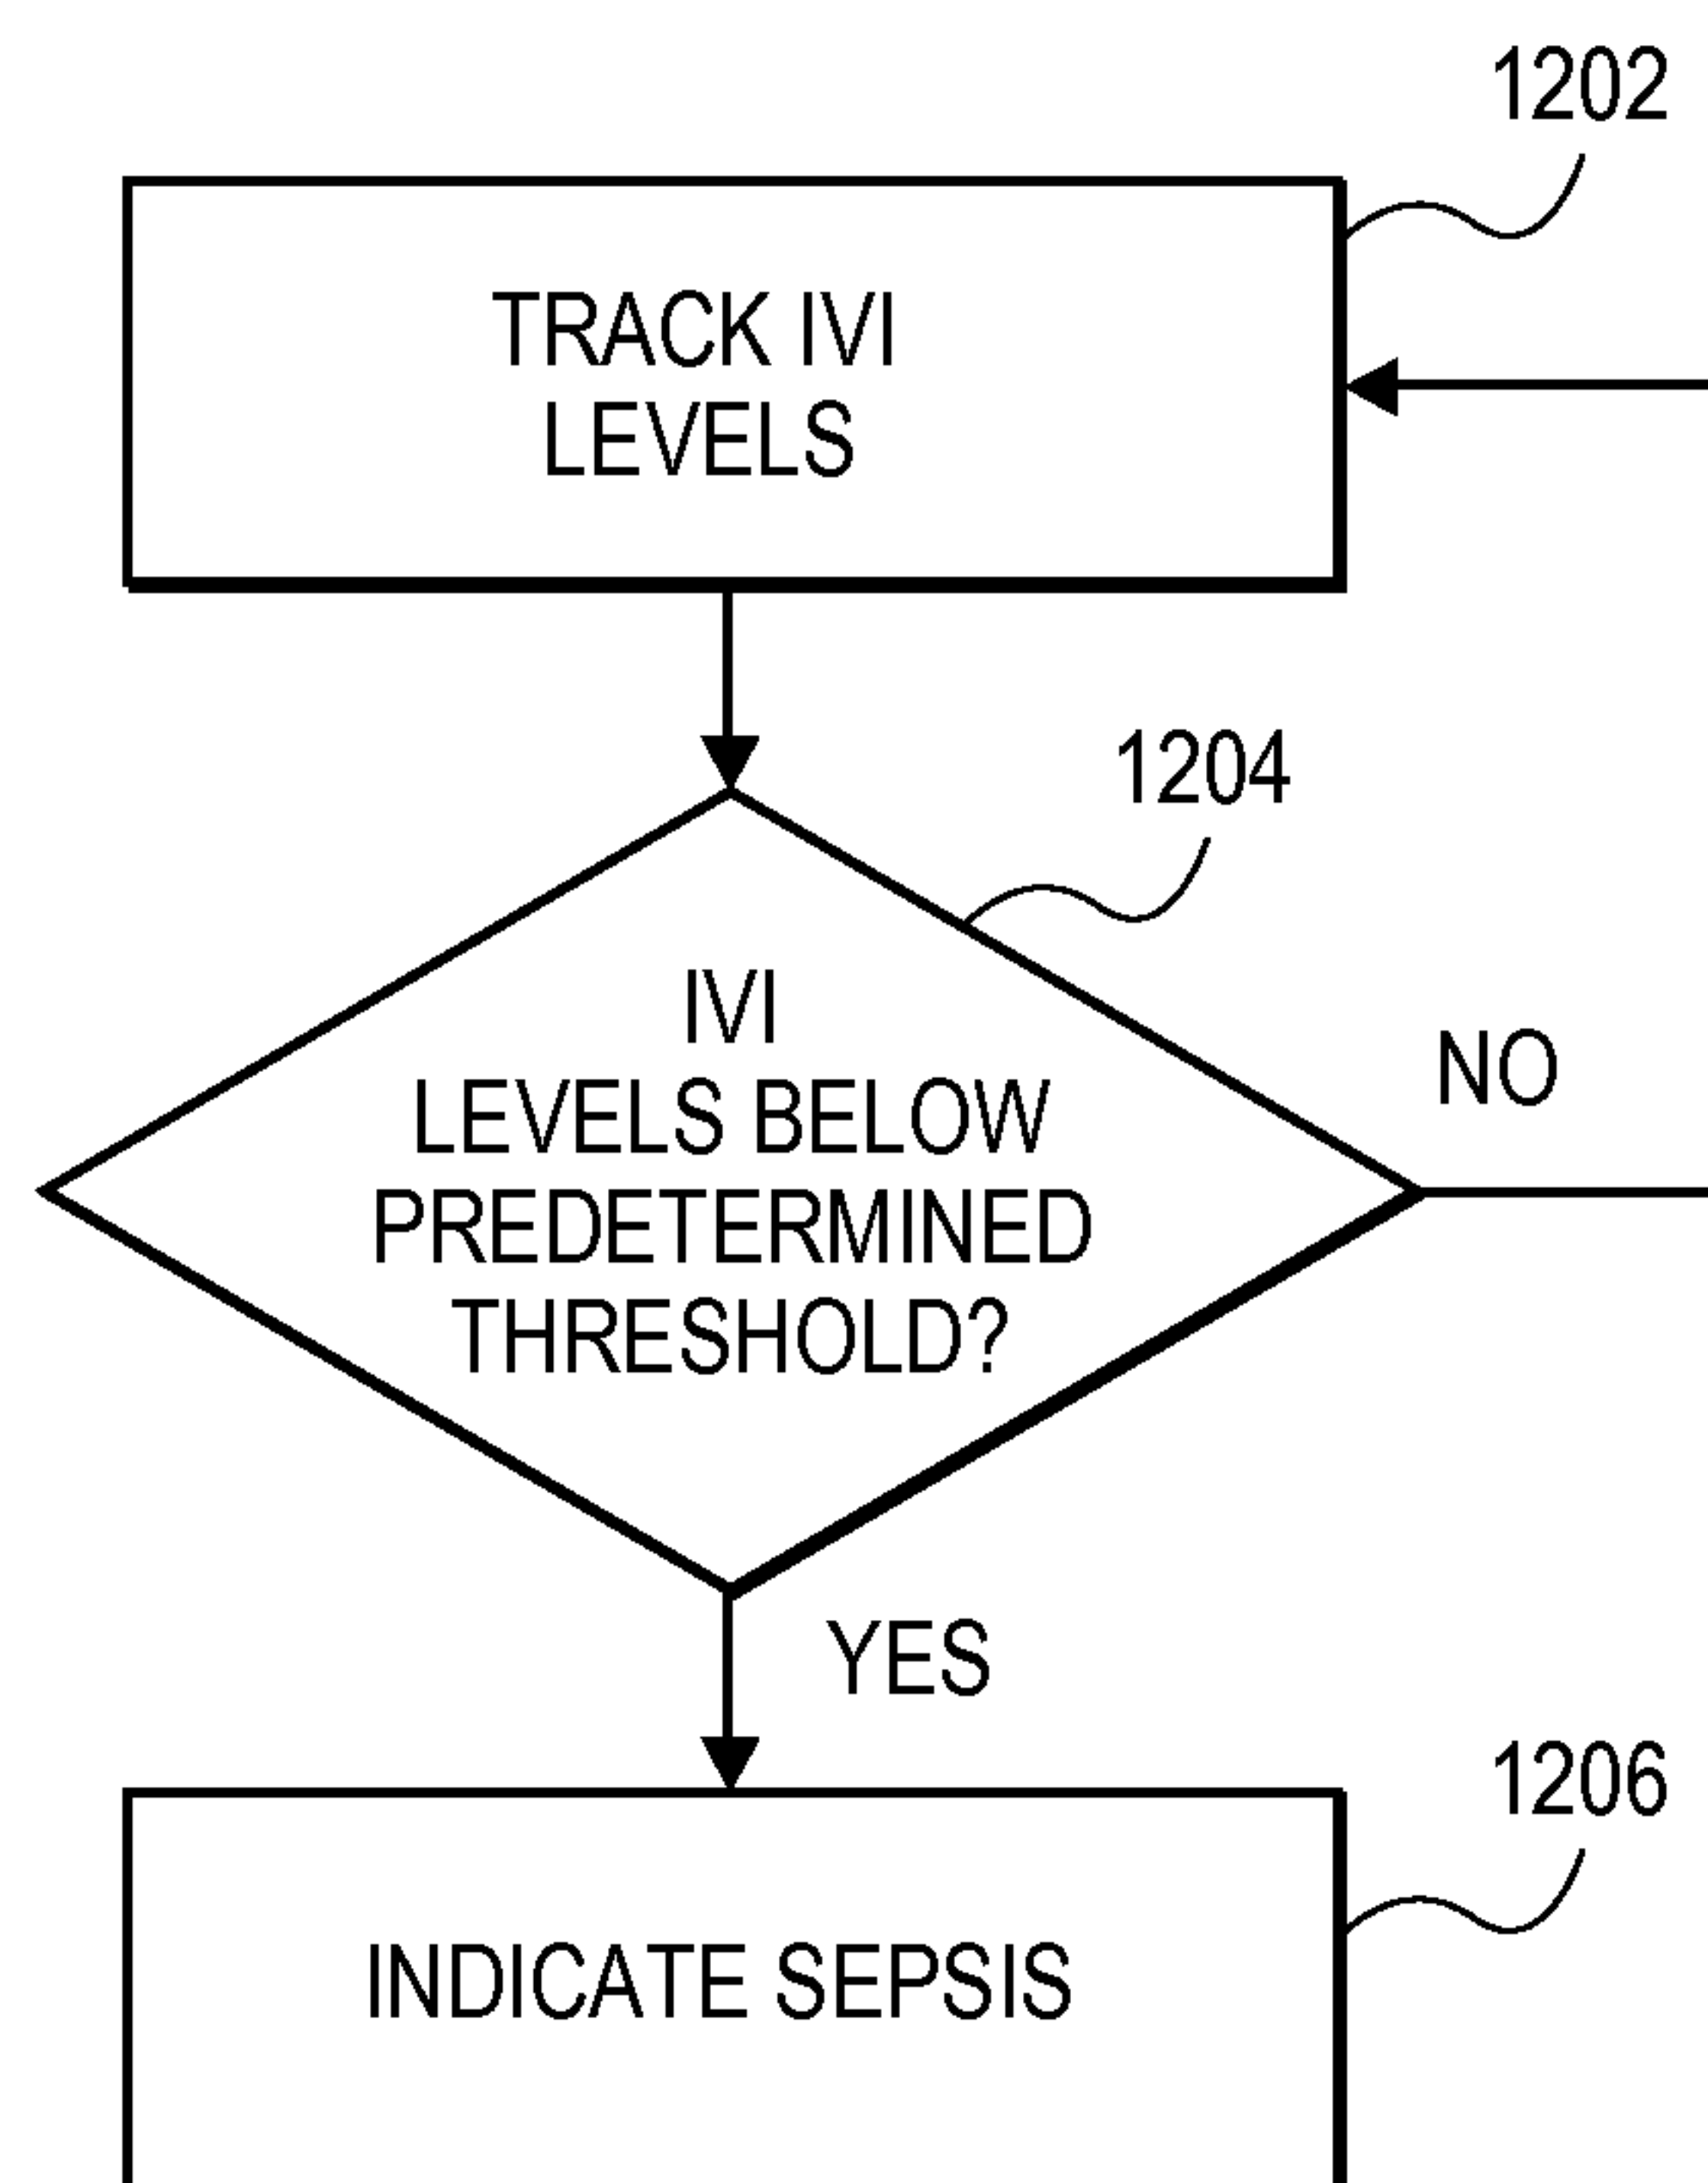 1202
TRACK IVI
LEVELS
1204
IVI
LEVELS BELOW
PREDETERMINED
THRESHOLD?
NO
YES
1206
INDICATE SEPSIS